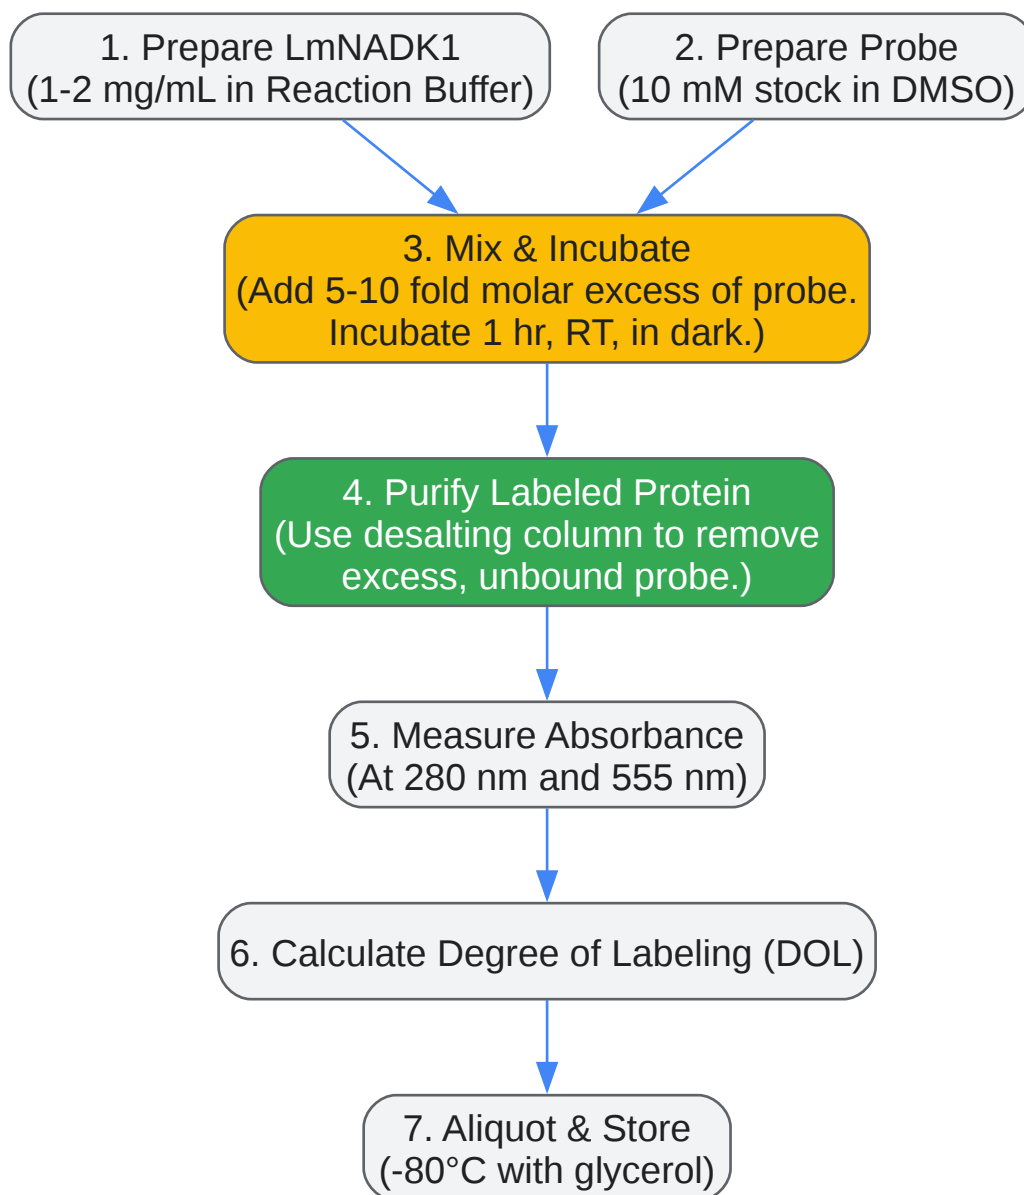 1. Prepare LmNADK1
(1-2 mg/mL in Reaction Buffer)
2. Prepare Probe
(10 mM stock in DMSO)
3. Mix & Incubate
(Add 5-10 fold molar excess of probe.
Incubate 1 hr, RT, in dark.)
4. Purify Labeled Protein
(Use desalting column to remove
excess, unbound probe.)
5. Measure Absorbance
(At 280 nm and 555 nm)
6. Calculate Degree of Labeling (DOL)
7. Aliquot & Store
(-80°C with glycerol)